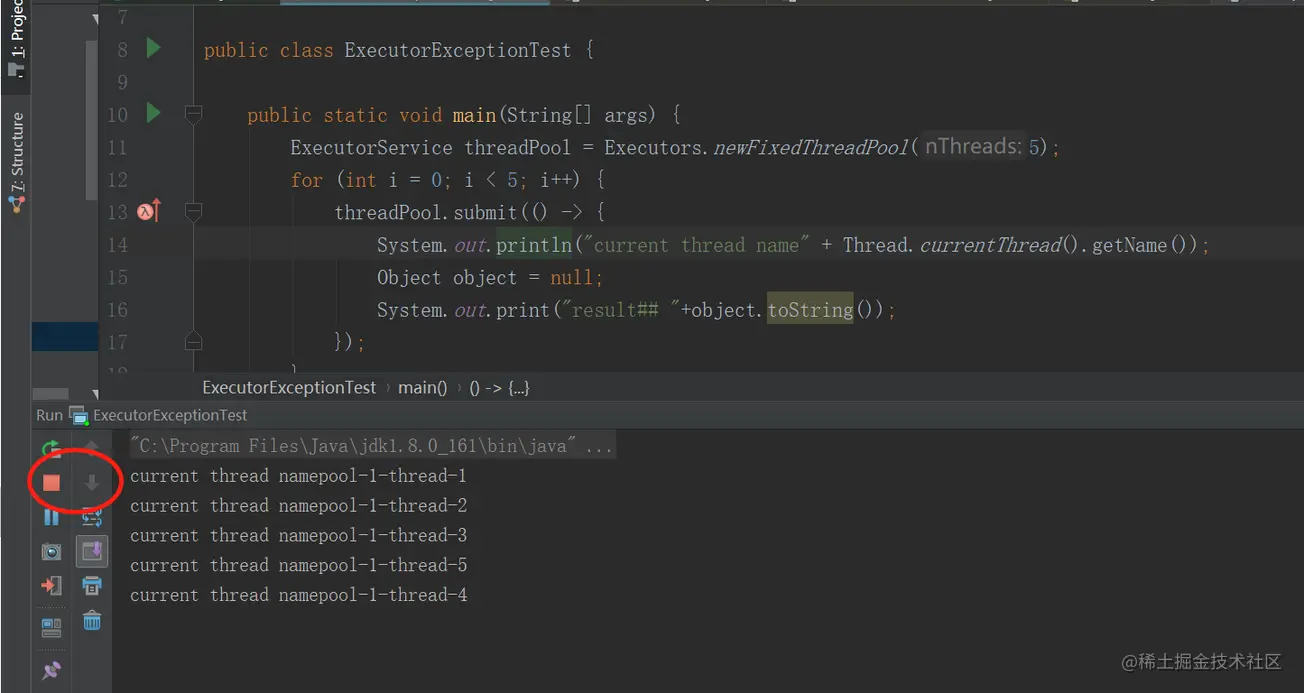 1: Project
7: Structure
7
8 public class ExecutorExceptionTest {
9
10 public static void main(String[] args) {
11 ExecutorService threadPool = Executors.newFixedThreadPool( nThreads: 5);
12 for (int i = 0; i < 5; i++) {
13 threadPool.submit(() -> {
14 System.out.println("current thread name" + Thread.currentThread().getName());
15 Object object = null;
16 System.out.print("result## "+object.toString());
17 });
ExecutorExceptionTest › main() › () -> {...}
Run ExecutorExceptionTest
"C:\Program Files\Java\jdk1.8.0_161\bin\java" ...
current thread namepool-1-thread-1
current thread namepool-1-thread-2
current thread namepool-1-thread-3
current thread namepool-1-thread-5
current thread namepool-1-thread-4
@稀土掘金技术社区